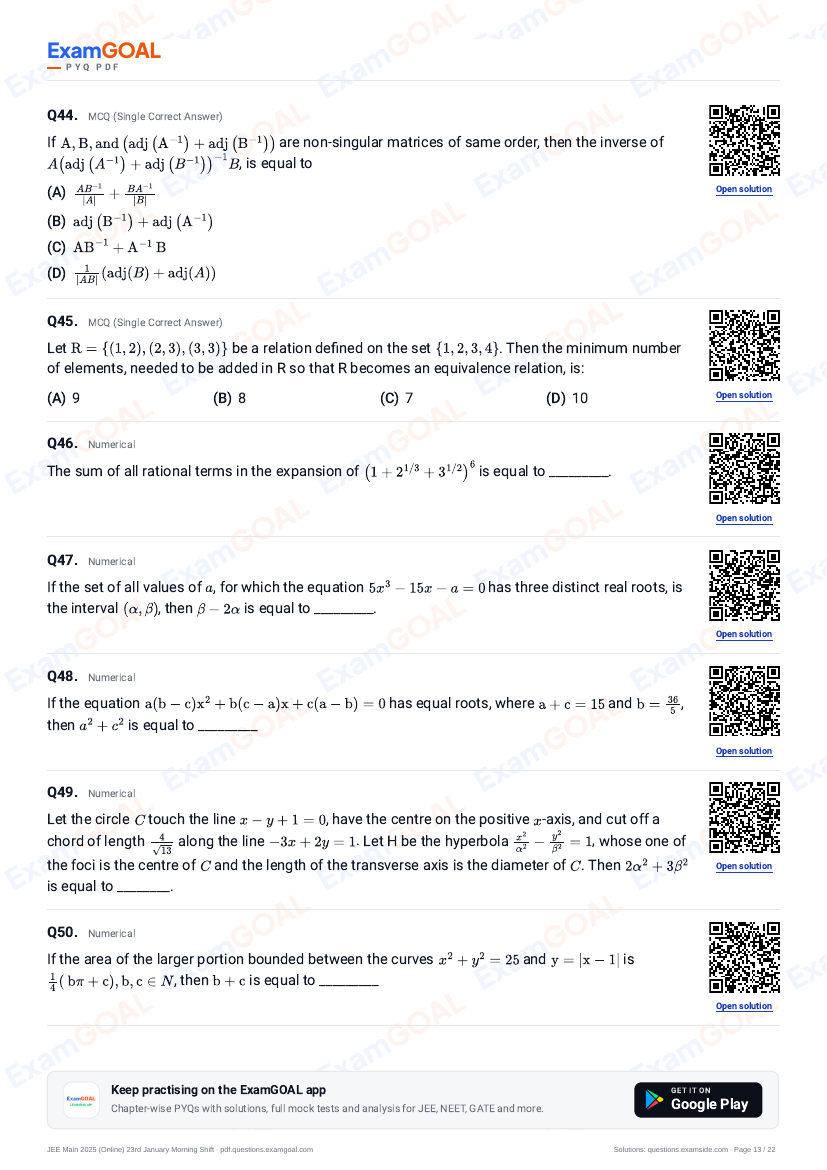 ExamGOAL
PYQ PDF
Q44. MCQ (Single Correct Answer)
If A, B, and (adj (A⁻¹) + adj (B⁻¹)) are non-singular matrices of same order, then the inverse of
A(adj (A⁻¹) + adj (B⁻¹))⁻¹B, is equal to
(A) AB⁻¹/|A| + BA⁻¹/|B|
(B) adj (B⁻¹) + adj (A⁻¹)
(C) AB⁻¹ + A⁻¹ B
(D) 1/|AB| (adj(B) + adj(A))
Open solution
Q45. MCQ (Single Correct Answer)
Let R = {(1, 2), (2, 3), (3, 3)} be a relation defined on the set {1, 2, 3, 4}. Then the minimum number
of elements, needed to be added in R so that R becomes an equivalence relation, is:
(A) 9 (B) 8 (C) 7 (D) 10
Open solution
Q46. Numerical
The sum of all rational terms in the expansion of (1 + 2^{1/3} + 3^{1/2})⁶ is equal to _________.
Open solution
Q47. Numerical
If the set of all values of a, for which the equation 5x³ − 15x − a = 0 has three distinct real roots, is
the interval (α, β), then β − 2α is equal to _________.
Open solution
Q48. Numerical
If the equation a(b − c)x² + b(c − a)x + c(a − b) = 0 has equal roots, where a + c = 15 and b = 36/5,
then a² + c² is equal to _________
Open solution
Q49. Numerical
Let the circle C touch the line x − y + 1 = 0, have the centre on the positive x-axis, and cut off a
chord of length 4/√13 along the line −3x + 2y = 1. Let H be the hyperbola x²/α² − y²/β² = 1, whose one of
the foci is the centre of C and the length of the transverse axis is the diameter of C. Then 2α² + 3β²
is equal to ________.
Open solution
Q50. Numerical
If the area of the larger portion bounded between the curves x² + y² = 25 and y = |x − 1| is
1/4 ( bπ + c), b, c ∈ N, then b + c is equal to _________
Open solution
Keep practising on the ExamGOAL app
Chapter-wise PYQs with solutions, full mock tests and analysis for JEE, NEET, GATE and more.
GET IT ON
Google Play
JEE Main 2025 (Online) 23rd January Morning Shift · pdf.questions.examgoal.com
Solutions: questions.examside.com · Page 13 / 22